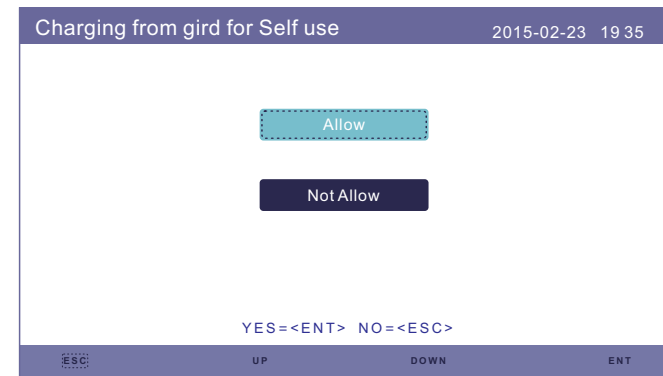 Charging from gird for Self use 2015-02-23 19 35
Allow
Not Allow
YES=<ENT> NO=<ESC>
ESC UP DOWN ENT